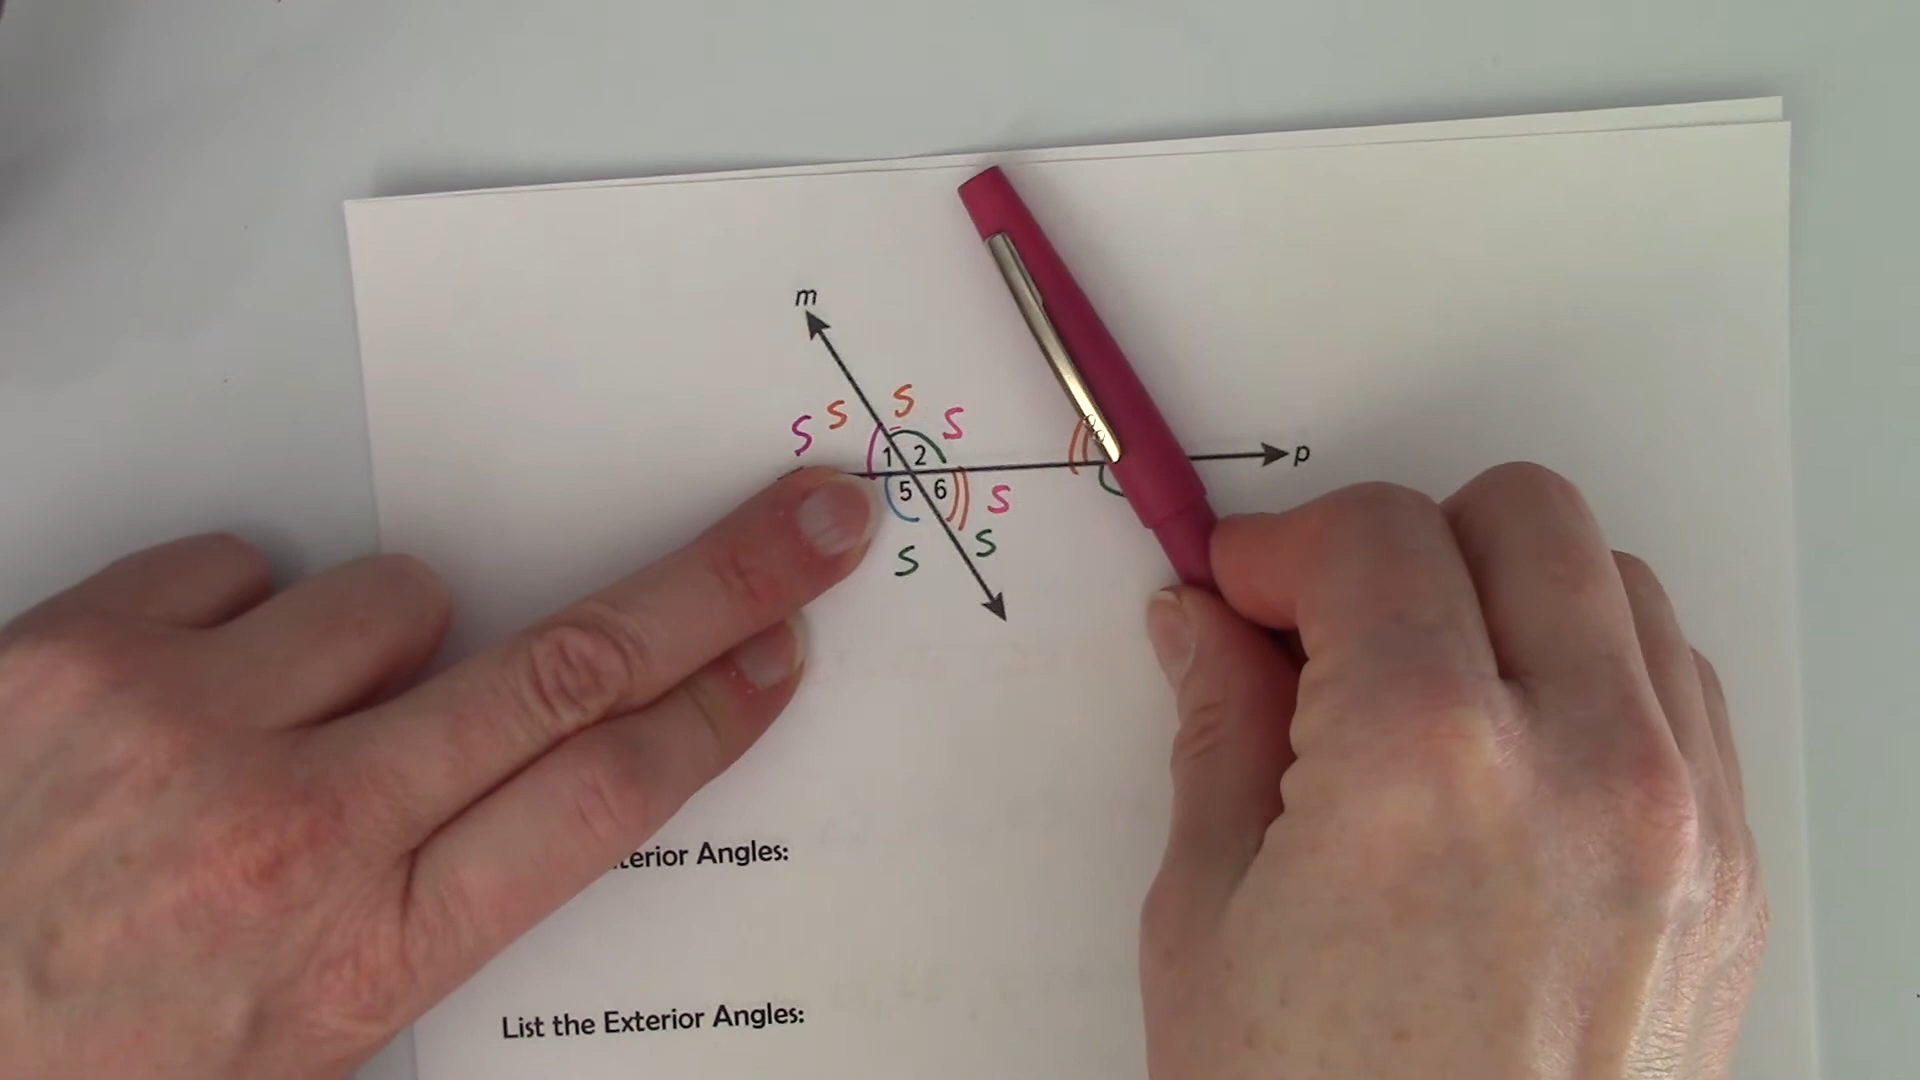 m
S
S S S
1 2 p
5 6 S
S S
terior Angles:
List the Exterior Angles: